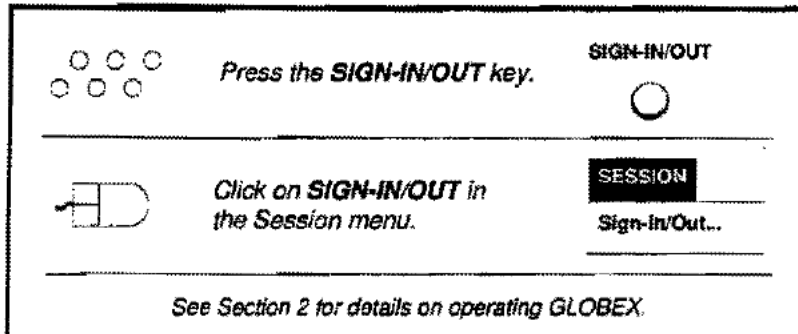 Press the SIGN-IN/OUT key.
SIGN-IN/OUT
Click on SIGN-IN/OUT in
the Session menu.
SESSION
Sign-In/Out...
See Section 2 for details on operating GLOBEX.